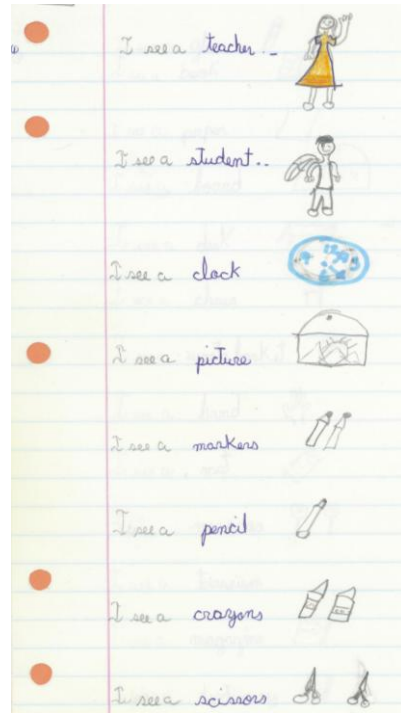 I see a teacher..
I see a student..
I see a clock
I see a picture
I see a markers
I see a pencil
I see a crayons
I see a scissors